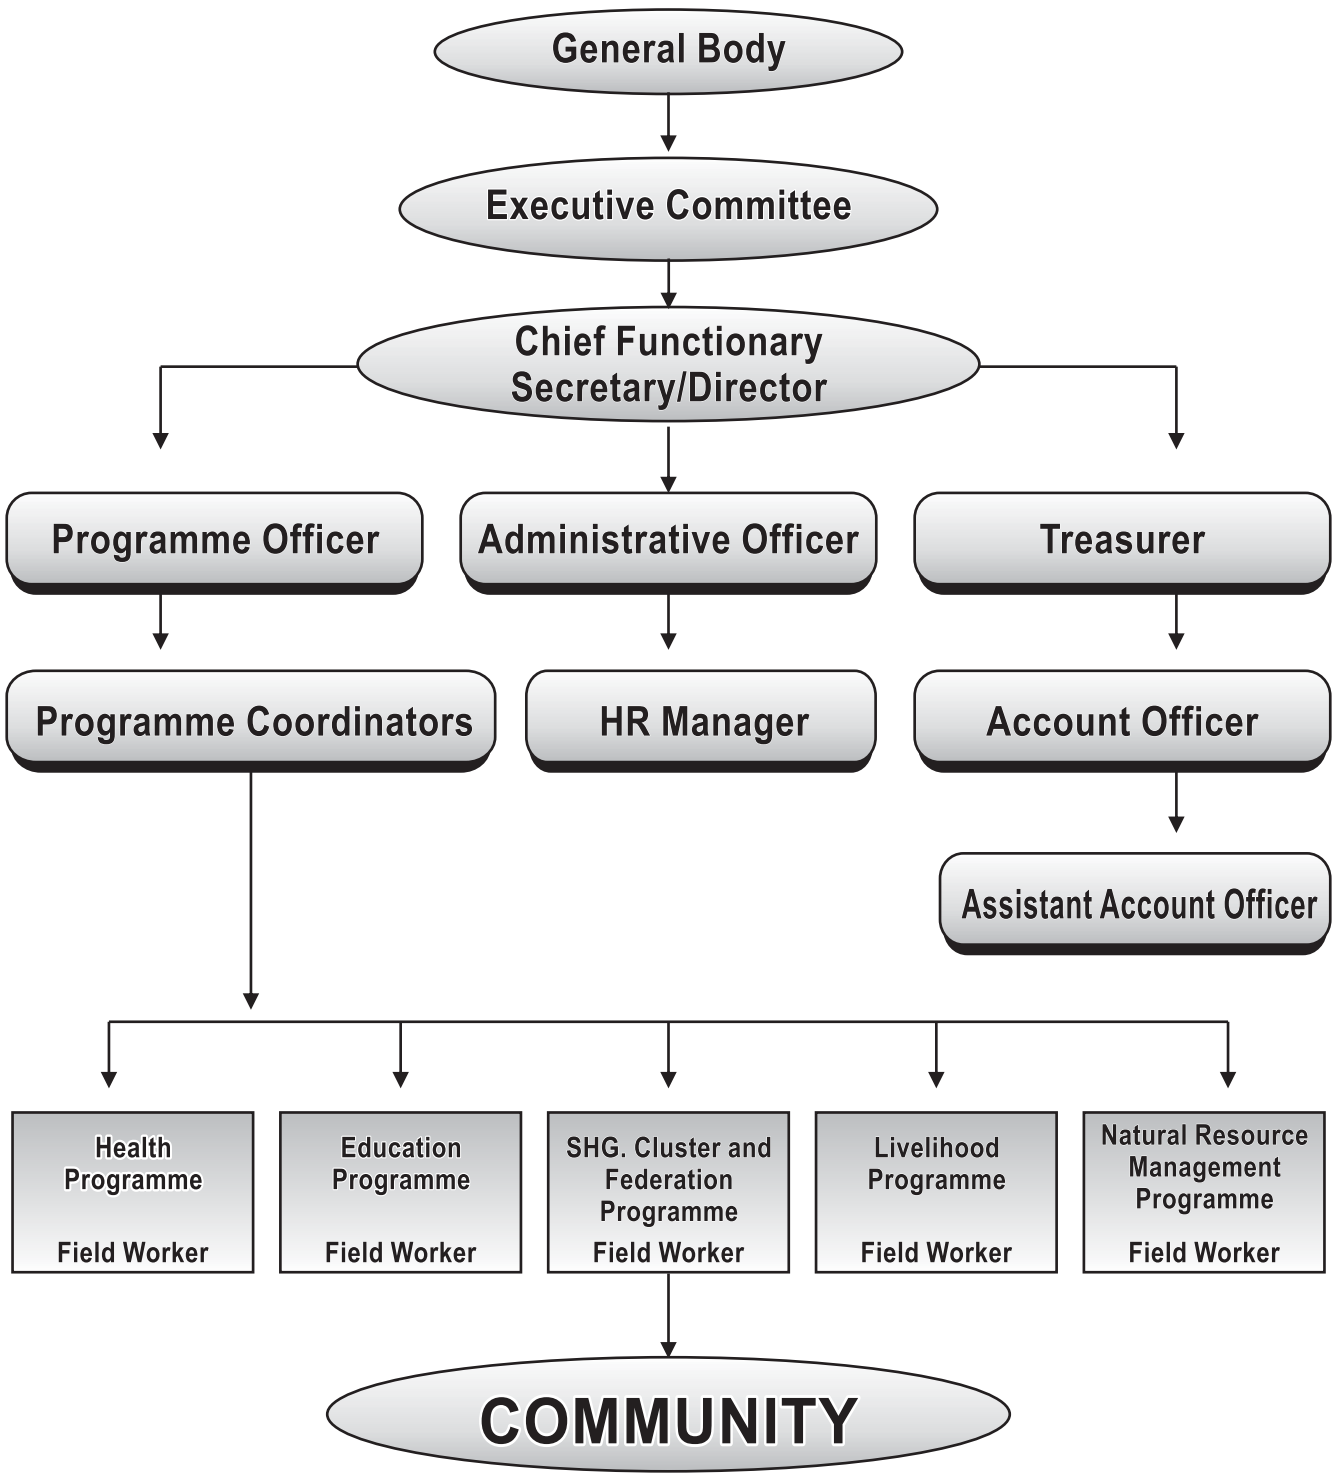 General Body
Executive Committee
Chief Functionary
Secretary/Director
Programme Officer
Administrative Officer
Treasurer
Programme Coordinators
HR Manager
Account Officer
Assistant Account Officer
Health
Programme
Field Worker
Education
Programme
Field Worker
SHG. Cluster and
Federation
Programme
Field Worker
Livelihood
Programme
Field Worker
Natural Resource
Management
Programme
Field Worker
COMMUNITY